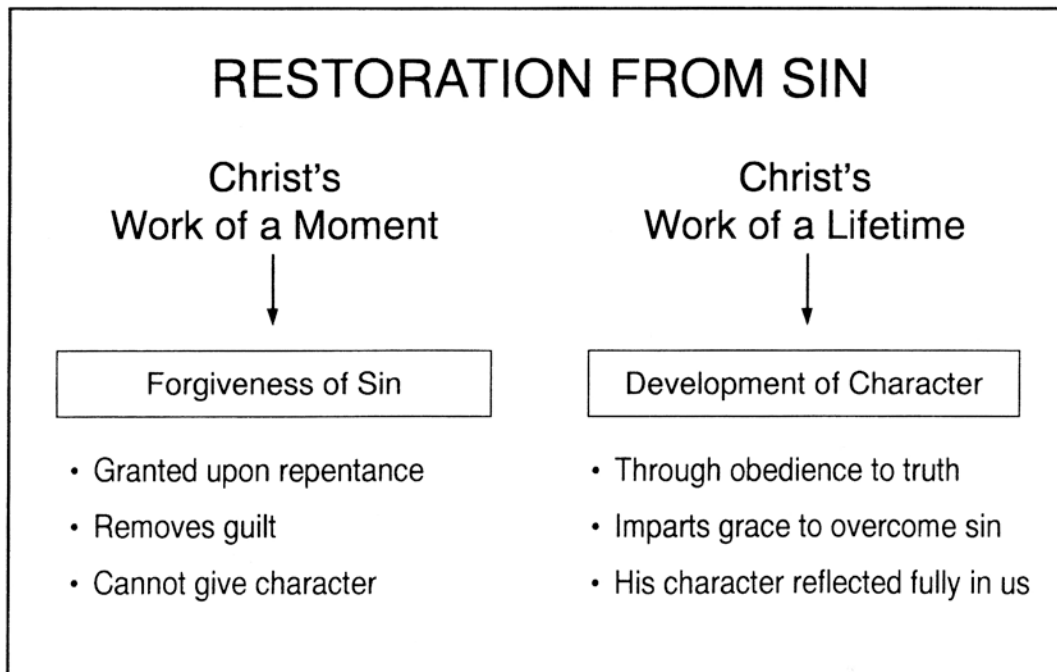 RESTORATION FROM SIN
Christ's
Work of a Moment
Forgiveness of Sin
• Granted upon repentance
• Removes guilt
• Cannot give character
Christ's
Work of a Lifetime
Development of Character
• Through obedience to truth
• Imparts grace to overcome sin
• His character reflected fully in us